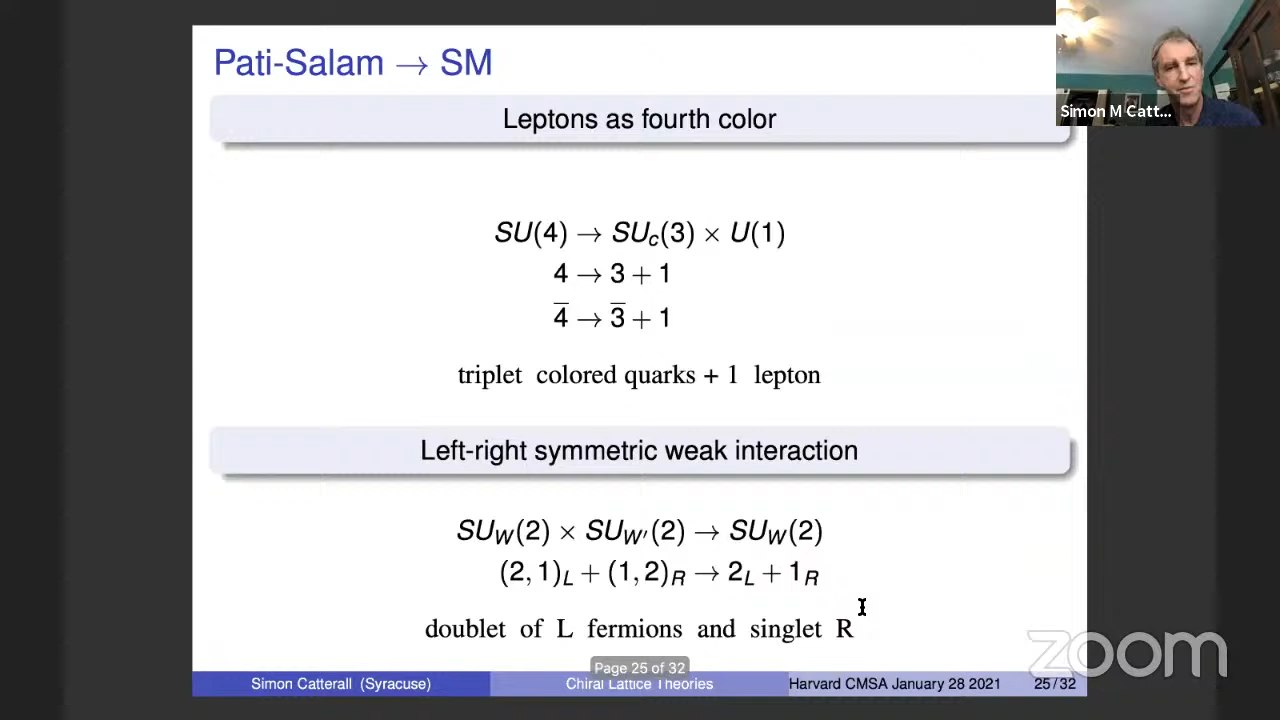 Pati-Salam → SM
Leptons as fourth color
SU(4) → SU_c(3) × U(1)
4 → 3 + 1
4̅ → 3̅ + 1
triplet colored quarks + 1 lepton
Left-right symmetric weak interaction
SU_W(2) × SU_W′(2) → SU_W(2)
(2, 1)_L + (1, 2)_R → 2_L + 1_R
doublet of L fermions and singlet R
Page 25 of 32
Simon Catterall (Syracuse)
Chiral Lattice Theories
Harvard CMSA January 28 2021
25/32
Simon M Catt...
zoom